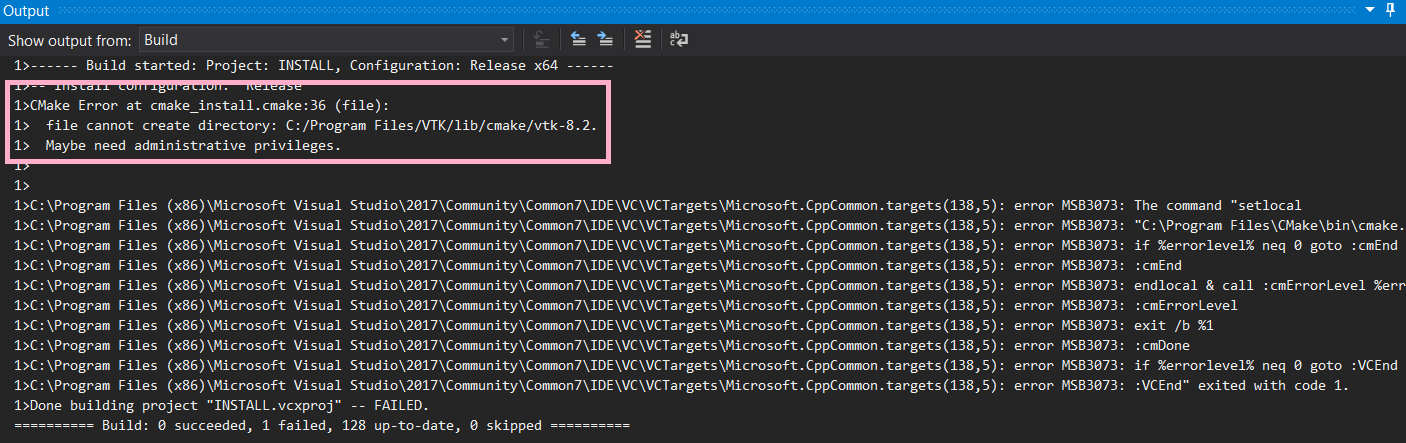 Output
Show output from: Build
1>------ Build started: Project: INSTALL, Configuration: Release x64 ------
1>-- Install configuration: "Release"
1>CMake Error at cmake_install.cmake:36 (file):
1>  file cannot create directory: C:/Program Files/VTK/lib/cmake/vtk-8.2.
1>  Maybe need administrative privileges.
1>
1>
1>C:\Program Files (x86)\Microsoft Visual Studio\2017\Community\Common7\IDE\VC\VCTargets\Microsoft.CppCommon.targets(138,5): error MSB3073: The command "setlocal
1>C:\Program Files (x86)\Microsoft Visual Studio\2017\Community\Common7\IDE\VC\VCTargets\Microsoft.CppCommon.targets(138,5): error MSB3073: "C:\Program Files\CMake\bin\cmake.
1>C:\Program Files (x86)\Microsoft Visual Studio\2017\Community\Common7\IDE\VC\VCTargets\Microsoft.CppCommon.targets(138,5): error MSB3073: if %errorlevel% neq 0 goto :cmEnd
1>C:\Program Files (x86)\Microsoft Visual Studio\2017\Community\Common7\IDE\VC\VCTargets\Microsoft.CppCommon.targets(138,5): error MSB3073: :cmEnd
1>C:\Program Files (x86)\Microsoft Visual Studio\2017\Community\Common7\IDE\VC\VCTargets\Microsoft.CppCommon.targets(138,5): error MSB3073: endlocal & call :cmErrorLevel %err
1>C:\Program Files (x86)\Microsoft Visual Studio\2017\Community\Common7\IDE\VC\VCTargets\Microsoft.CppCommon.targets(138,5): error MSB3073: :cmErrorLevel
1>C:\Program Files (x86)\Microsoft Visual Studio\2017\Community\Common7\IDE\VC\VCTargets\Microsoft.CppCommon.targets(138,5): error MSB3073: exit /b %1
1>C:\Program Files (x86)\Microsoft Visual Studio\2017\Community\Common7\IDE\VC\VCTargets\Microsoft.CppCommon.targets(138,5): error MSB3073: :cmDone
1>C:\Program Files (x86)\Microsoft Visual Studio\2017\Community\Common7\IDE\VC\VCTargets\Microsoft.CppCommon.targets(138,5): error MSB3073: if %errorlevel% neq 0 goto :VCEnd
1>C:\Program Files (x86)\Microsoft Visual Studio\2017\Community\Common7\IDE\VC\VCTargets\Microsoft.CppCommon.targets(138,5): error MSB3073: :VCEnd" exited with code 1.
1>Done building project "INSTALL.vcxproj" -- FAILED.
========== Build: 0 succeeded, 1 failed, 128 up-to-date, 0 skipped ==========